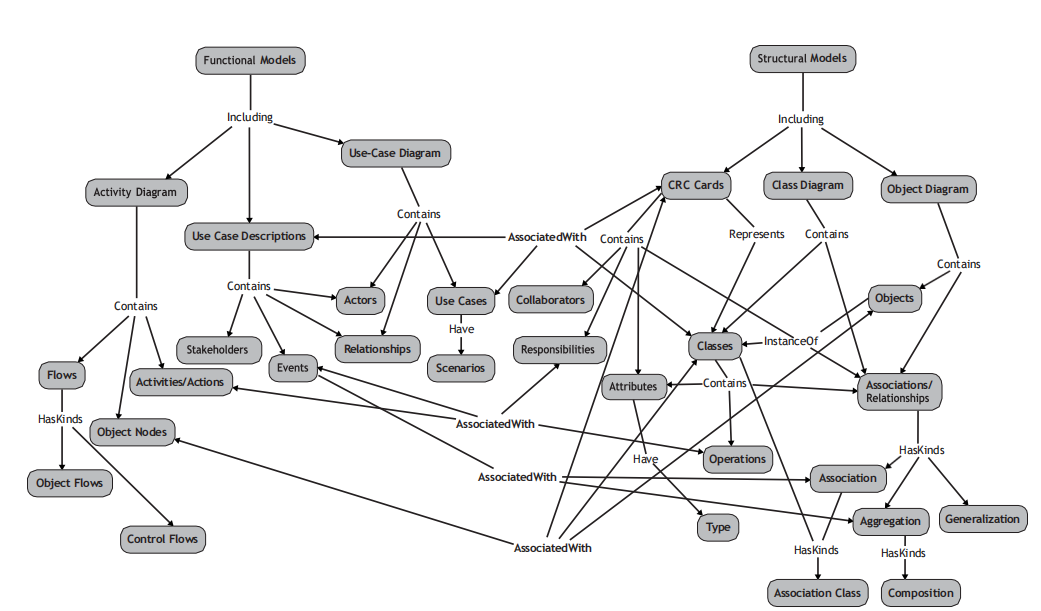 Functional Models
Structural Models
Including
Including
Use-Case Diagram
Activity Diagram
CRC Cards
Class Diagram
Object Diagram
Contains
Use Case Descriptions
AssociatedWith
Contains
Represents
Contains
Contains
Contains
Actors
Use Cases
Collaborators
Objects
Contains
Have
Stakeholders
Relationships
Responsibilities
Classes
InstanceOf
Events
Scenarios
Flows
Activities/Actions
Attributes
Contains
Associations/
Relationships
HasKinds
Object Nodes
AssociatedWith
Have
Operations
HasKinds
Object Flows
AssociatedWith
Association
Type
Aggregation
Generalization
Control Flows
AssociatedWith
HasKinds
HasKinds
Association Class
Composition